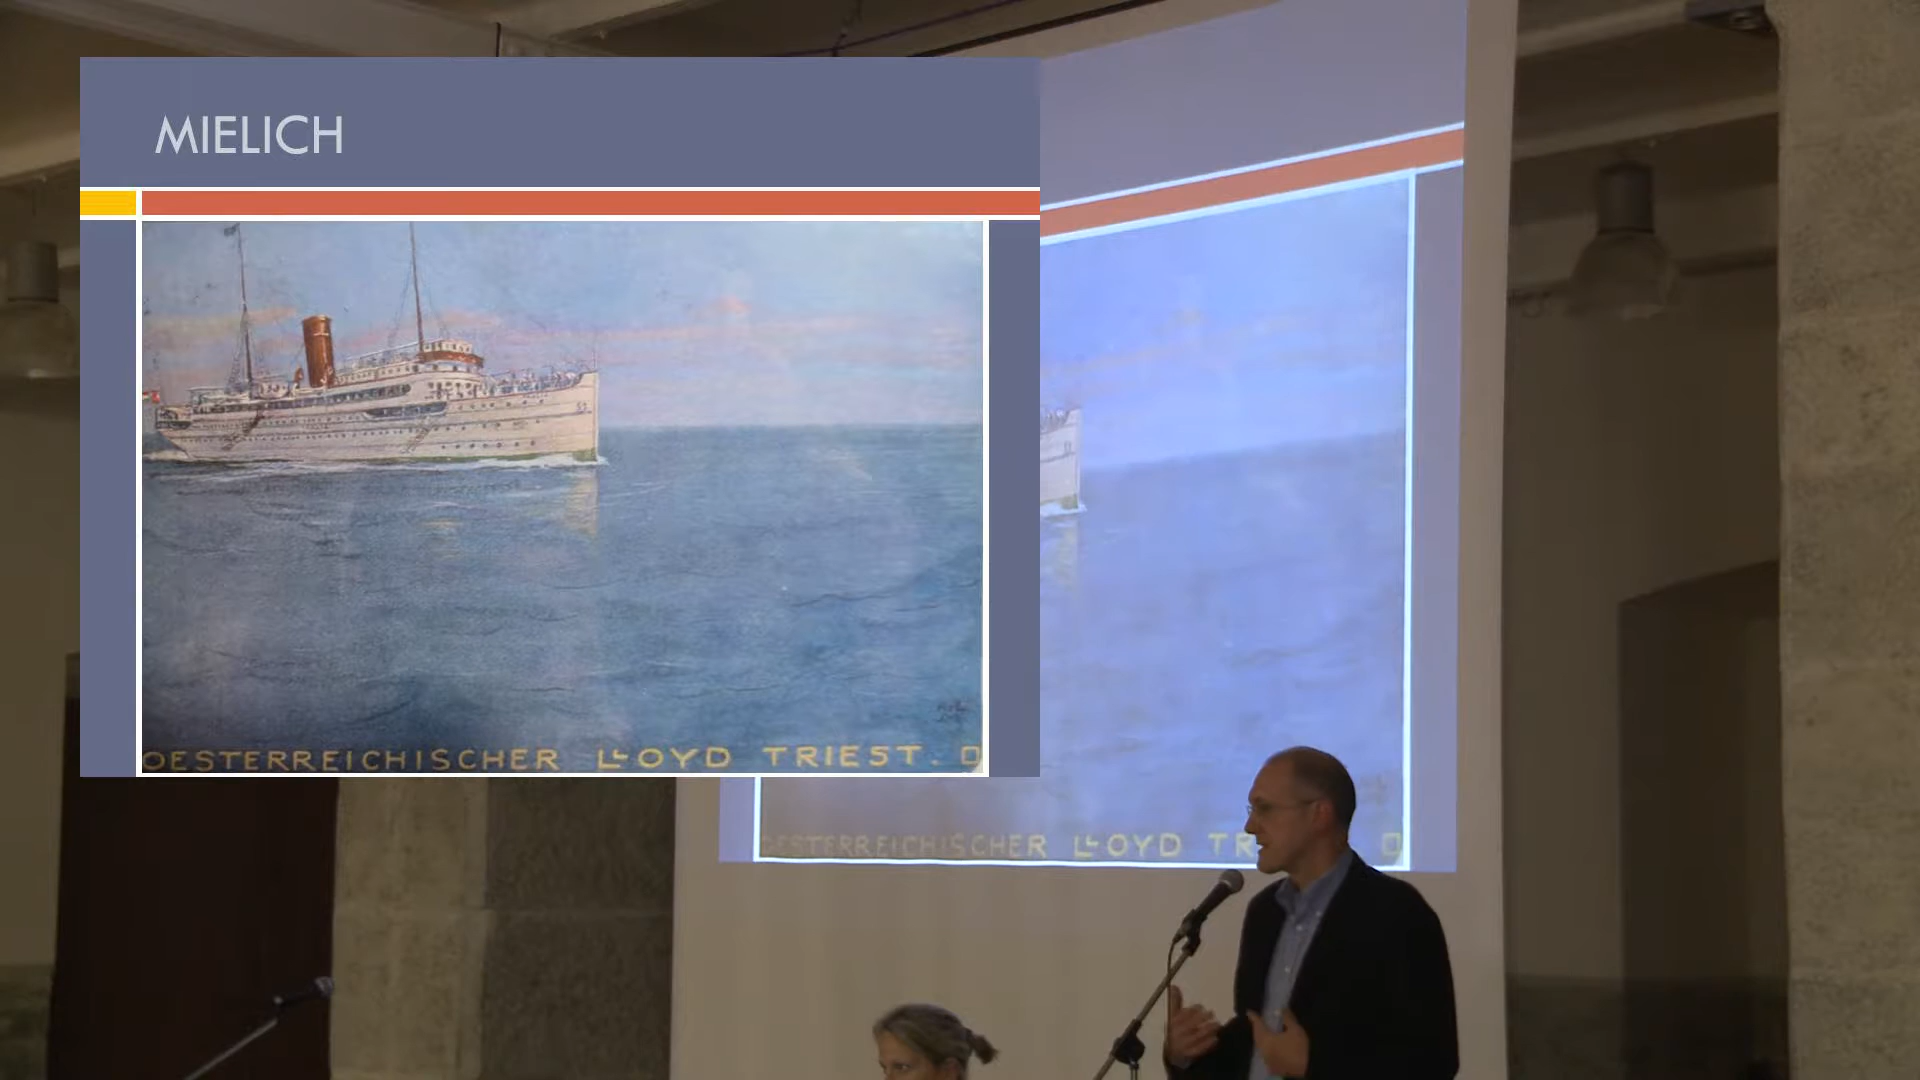 MIELICH
OESTERREICHISCHER LLOYD TRIEST.
OESTERREICHISCHER LLOYD TR